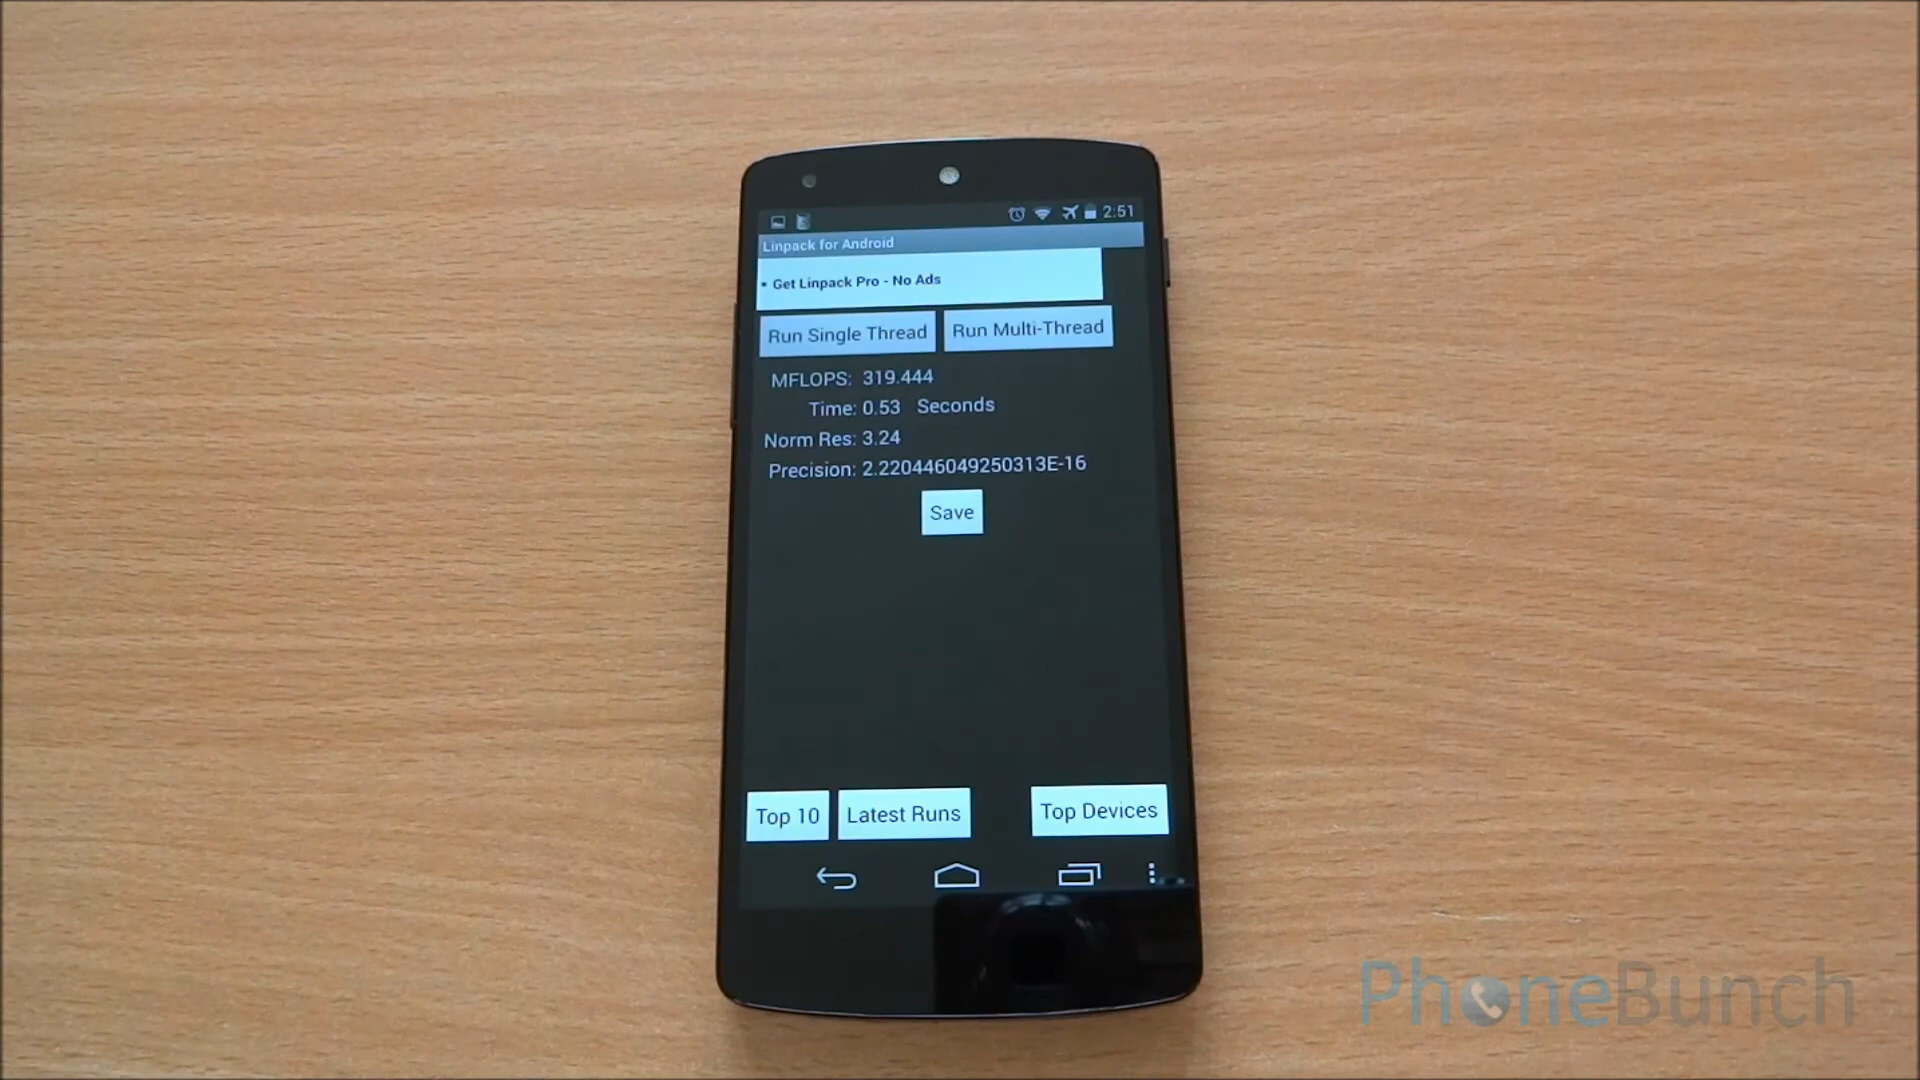 2:51
Linpack for Android
• Get Linpack Pro - No Ads
Run Single Thread Run Multi-Thread
MFLOPS: 319.444
Time: 0.53 Seconds
Norm Res: 3.24
Precision: 2.220446049250313E-16
Save
Top 10 Latest Runs Top Devices
PhoneBunch